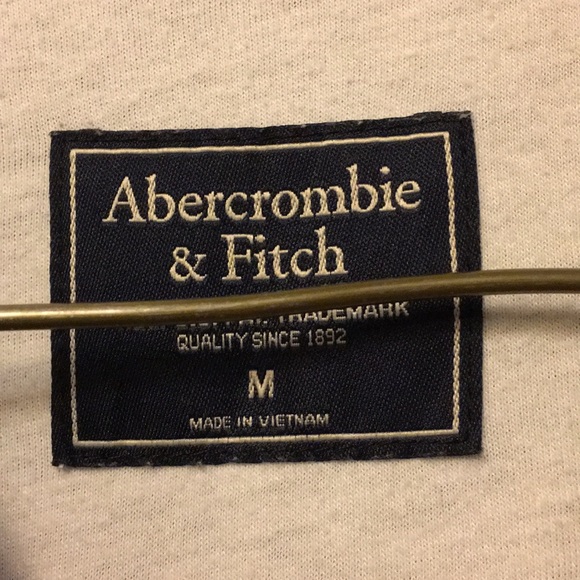 Abercrombie
& Fitch
TRADEMARK
QUALITY SINCE 1892
M
MADE IN VIETNAM